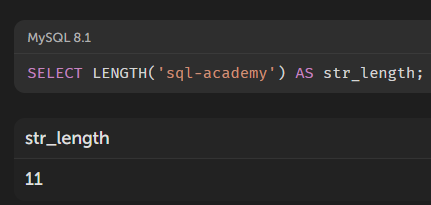 MySQL 8.1
SELECT LENGTH('sql-academy') AS str_length;
str_length
11